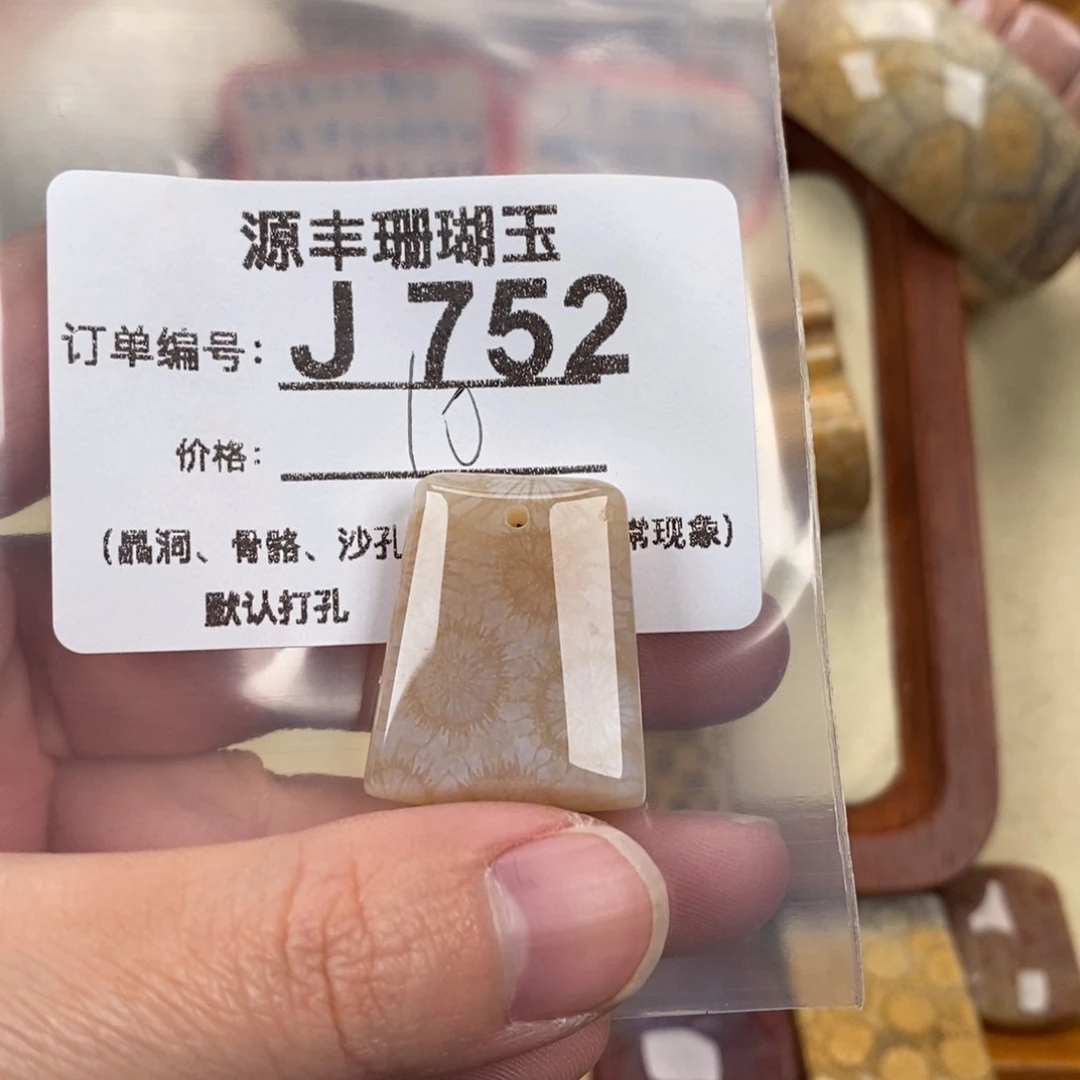 源丰珊瑚玉
订单编号: J 752
价格: 10
(晶洞、骨骼、沙孔 常现象)
默认打孔